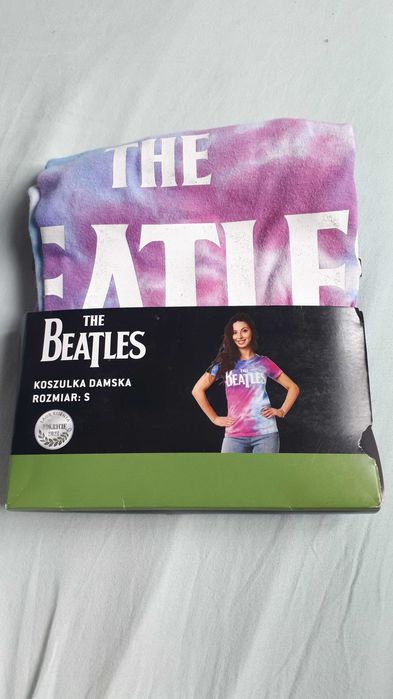 THE
EATLE
THE
BEATLES
KOSZULKA DAMSKA
ROZMIAR: S
THE
BEATLES